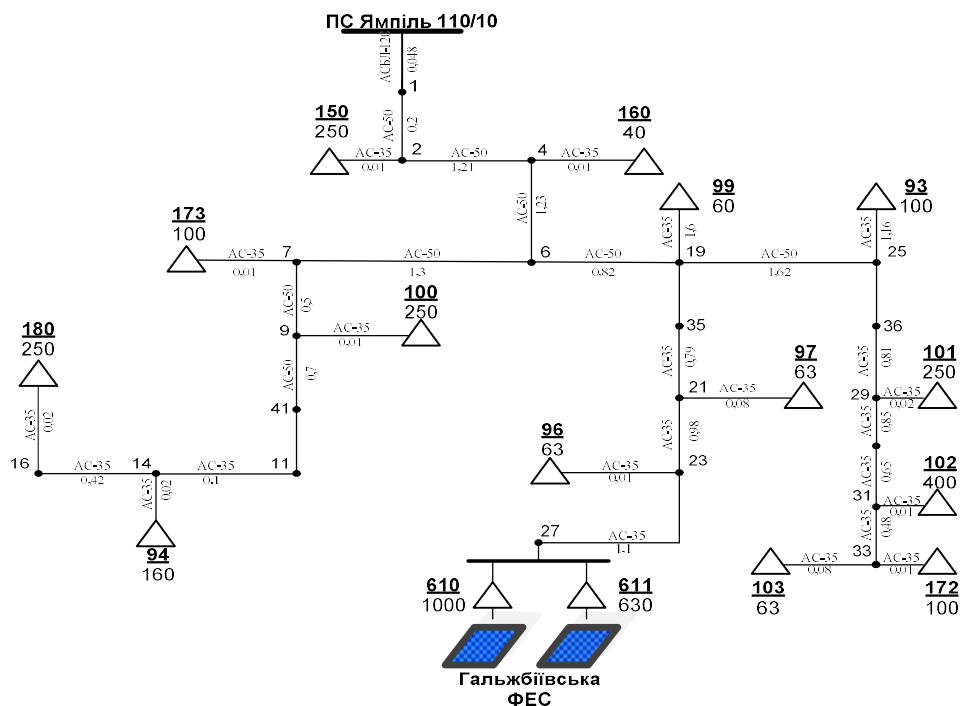 ПС Ямпіль 110/10
АСБЛ-120
0,048
1
АС-50
0,2
150
250
АС-35
0,01
2
АС-50
1,21
4
АС-35
0,01
160
40
АС-50
1,23
173
100
АС-35
0,01
7
АС-50
1,3
6
АС-50
0,82
99
60
АС-35
1,6
19
АС-50
1,62
93
100
АС-35
1,16
25
АС-50
0,5
9
АС-35
0,01
100
250
35
36
180
250
АС-50
0,7
АС-35
0,79
97
63
АС-35
0,81
101
250
41
21
АС-35
0,08
29
АС-35
0,02
АС-35
0,02
96
63
АС-35
0,98
АС-35
0,85
16
АС-35
0,42
14
АС-35
0,1
11
АС-35
0,01
23
АС-35
0,65
102
400
АС-35
0,02
31
АС-35
0,01
94
160
27
АС-35
1,1
АС-35
0,48
33
103
63
АС-35
0,08
АС-35
0,01
172
100
610
1000
611
630
Гальжбіївська
ФЕС